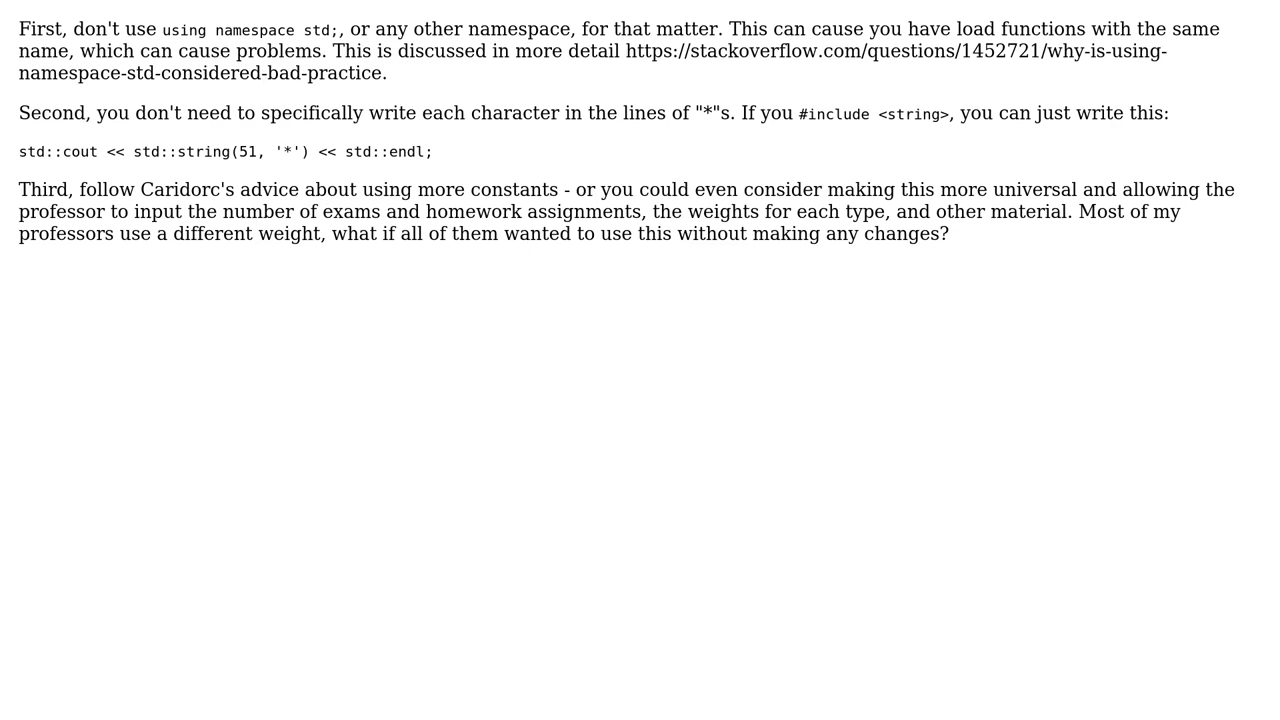 First, don't use using namespace std;, or any other namespace, for that matter. This can cause you have load functions with the same
name, which can cause problems. This is discussed in more detail https://stackoverflow.com/questions/1452721/why-is-using-
namespace-std-considered-bad-practice.
Second, you don't need to specifically write each character in the lines of "*"s. If you #include <string>, you can just write this:
std::cout << std::string(51, '*') << std::endl;
Third, follow Caridorc's advice about using more constants - or you could even consider making this more universal and allowing the
professor to input the number of exams and homework assignments, the weights for each type, and other material. Most of my
professors use a different weight, what if all of them wanted to use this without making any changes?